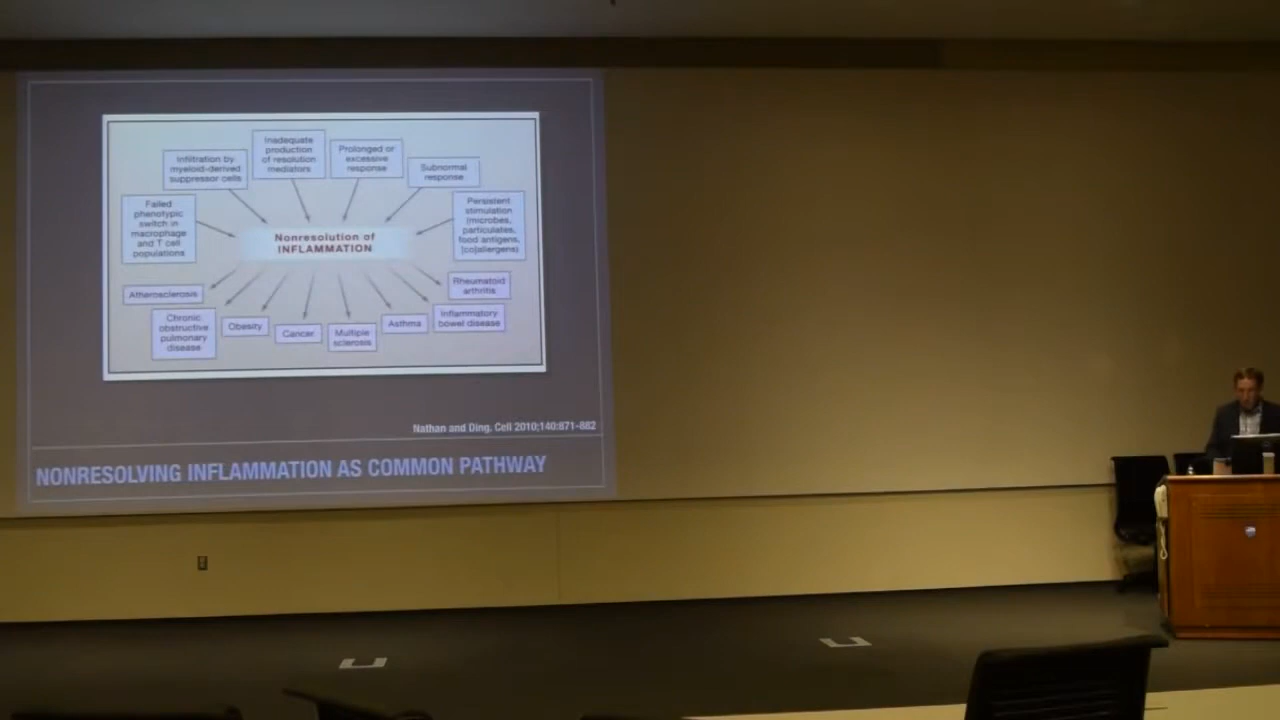 Inadequate
production
of resolution
mediators
Prolonged or
excessive
response
Infiltration by
myeloid-derived
suppressor cells
Subnormal
response
Failed
phenotypic
switch in
macrophage
and T cell
populations
Persistent
stimulation
(microbes,
particulates,
food antigens,
[co]allergens)
Nonresolution of
INFLAMMATION
Atherosclerosis
Rheumatoid
arthritis
Chronic
obstructive
pulmonary
disease
Obesity
Cancer
Multiple
sclerosis
Asthma
Inflammatory
bowel disease
Nathan and Ding, Cell 2010;140:871-882
NONRESOLVING INFLAMMATION AS COMMON PATHWAY